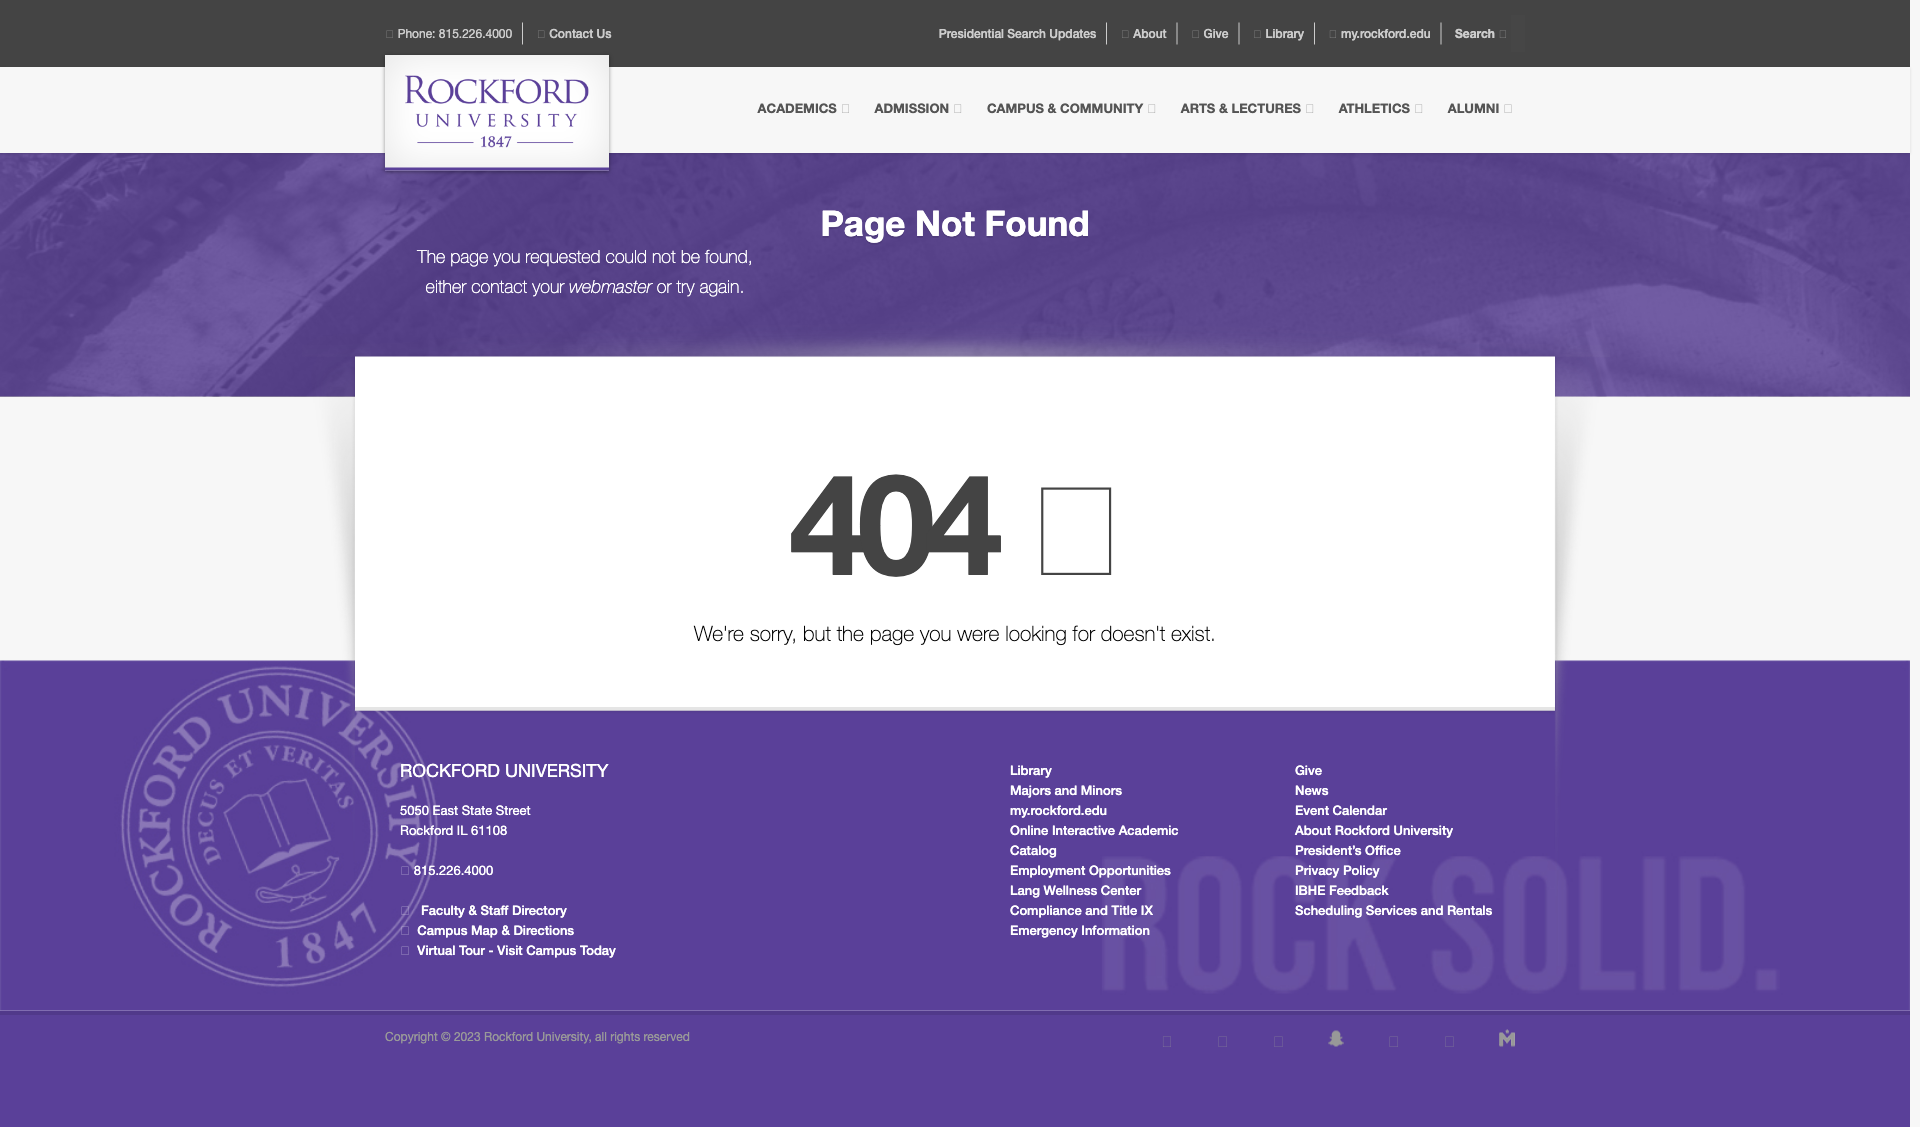 Phone: 815.226.4000
Contact Us
Presidential Search Updates
About
Give
Library
my.rockford.edu
Search
ROCKFORD
UNIVERSITY
1847
ACADEMICS
ADMISSION
CAMPUS & COMMUNITY
ARTS & LECTURES
ATHLETICS
ALUMNI
Page Not Found
The page you requested could not be found,
either contact your webmaster or try again.
404
We're sorry, but the page you were looking for doesn't exist.
ROCKFORD UNIVERSITY
DECUS ET VERITAS
1847
ROCKFORD UNIVERSITY
5050 East State Street
Rockford IL 61108
815.226.4000
Faculty & Staff Directory
Campus Map & Directions
Virtual Tour - Visit Campus Today
Library
Majors and Minors
my.rockford.edu
Online Interactive Academic
Catalog
Employment Opportunities
Lang Wellness Center
Compliance and Title IX
Emergency Information
Give
News
Event Calendar
About Rockford University
President’s Office
Privacy Policy
IBHE Feedback
Scheduling Services and Rentals
ROCK SOLID.
Copyright © 2023 Rockford University, all rights reserved